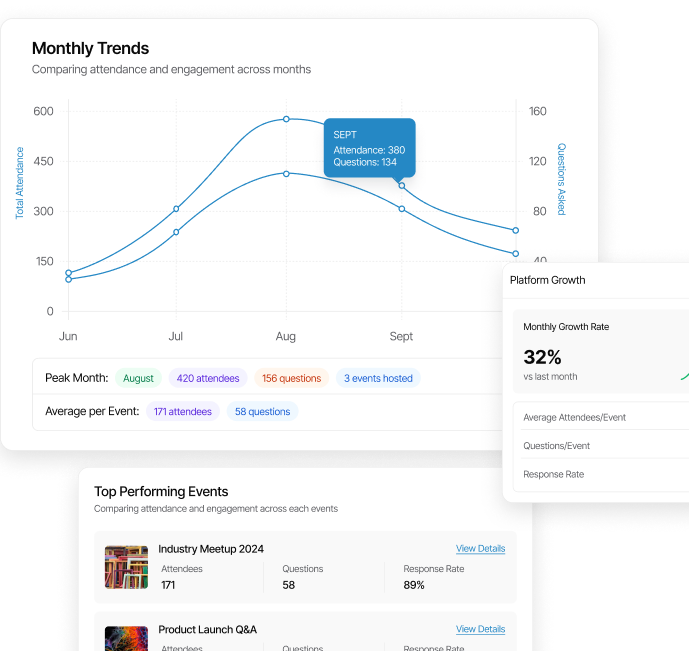 Monthly Trends
Comparing attendance and engagement across months
600
450
300
150
0
Total Attendance
160
120
80
40
Questions Asked
SEPT
Attendance: 380
Questions: 134
Jun
Jul
Aug
Sept
Peak Month: August 420 attendees 156 questions 3 events hosted
Average per Event: 171 attendees 58 questions
Platform Growth
Monthly Growth Rate
32%
vs last month
Average Attendees/Event
Questions/Event
Response Rate
Top Performing Events
Comparing attendance and engagement across each events
Industry Meetup 2024 View Details
Attendees Questions Response Rate
171 58 89%
Product Launch Q&A View Details
Attendees Questions Response Rate